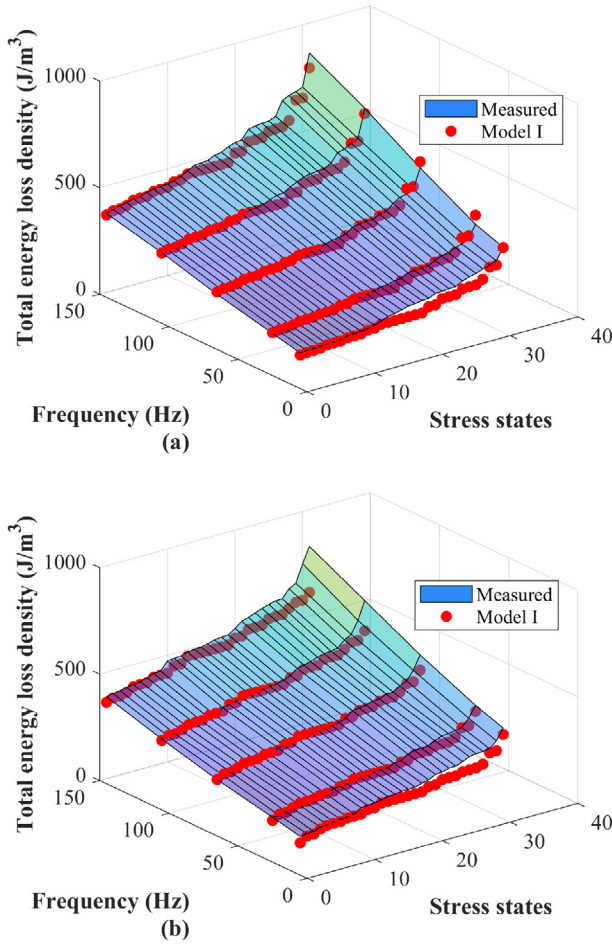 Total energy loss density (J/m³)
1000
500
0
150
100
50
0
Frequency (Hz)
0
10
20
30
40
Stress states
Measured
Model I
(a)
Total energy loss density (J/m³)
1000
500
0
150
100
50
0
Frequency (Hz)
0
10
20
30
40
Stress states
Measured
Model I
(b)